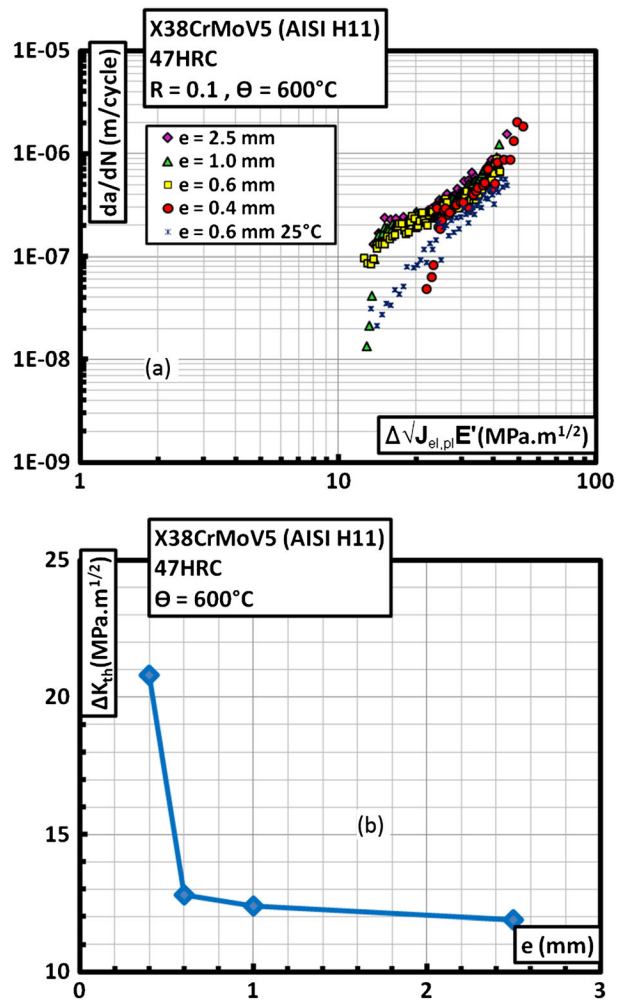 X38CrMoV5 (AISI H11)
47HRC
R = 0.1 , Θ = 600°C
da/dN (m/cycle)
1E-05
1E-06
1E-07
1E-08
1E-09
e = 2.5 mm
e = 1.0 mm
e = 0.6 mm
e = 0.4 mm
e = 0.6 mm 25°C
(a)
Δ√J el,pl E' (MPa.m1/2)
1
10
100
X38CrMoV5 (AISI H11)
47HRC
Θ = 600°C
ΔKth(MPa.m1/2)
25
20
15
10
(b)
e (mm)
0
1
2
3